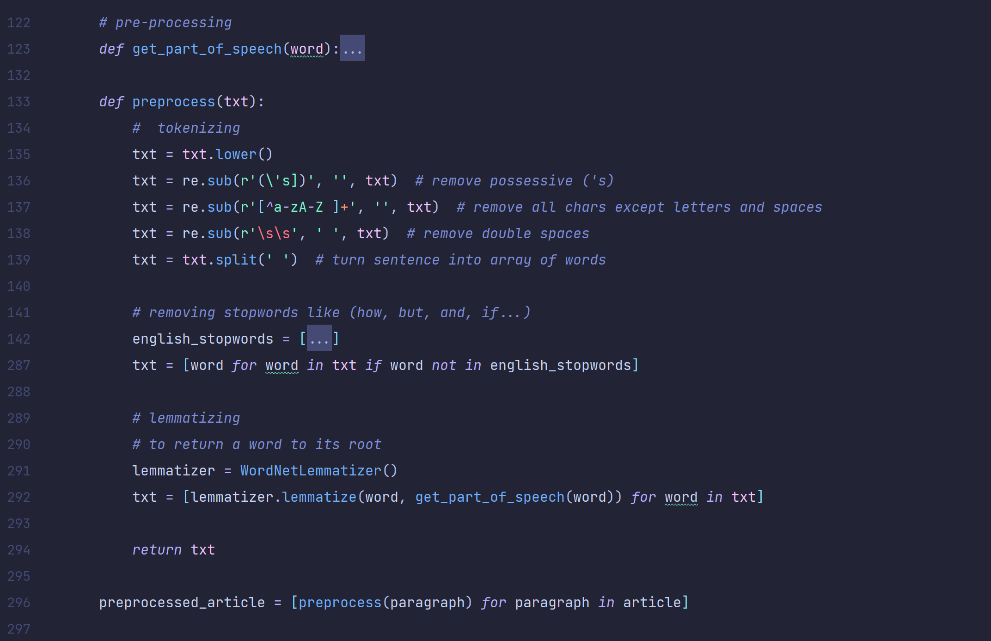 122 # pre-processing
123 def get_part_of_speech(word):...
132
133 def preprocess(txt):
134 #  tokenizing
135 txt = txt.lower()
136 txt = re.sub(r'(\'s])', '', txt)  # remove possessive ('s)
137 txt = re.sub(r'[^a-zA-Z ]+', '', txt)  # remove all chars except letters and spaces
138 txt = re.sub(r'\s\s', ' ', txt)  # remove double spaces
139 txt = txt.split(' ')  # turn sentence into array of words
140
141 # removing stopwords like (how, but, and, if...)
142 english_stopwords = [...]
287 txt = [word for word in txt if word not in english_stopwords]
288
289 # lemmatizing
290 # to return a word to its root
291 lemmatizer = WordNetLemmatizer()
292 txt = [lemmatizer.lemmatize(word, get_part_of_speech(word)) for word in txt]
293
294 return txt
295
296 preprocessed_article = [preprocess(paragraph) for paragraph in article]
297